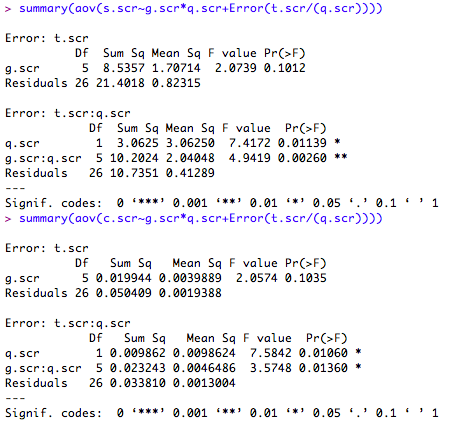 > summary(aov(s.scr~g.scr*q.scr+Error(t.scr/(q.scr))))
Error: t.scr
Df Sum Sq Mean Sq F value Pr(>F)
g.scr 5 8.5357 1.70714 2.0739 0.1012
Residuals 26 21.4018 0.82315
Error: t.scr:q.scr
Df Sum Sq Mean Sq F value Pr(>F)
q.scr 1 3.0625 3.06250 7.4172 0.01139 *
g.scr:q.scr 5 10.2024 2.04048 4.9419 0.00260 **
Residuals 26 10.7351 0.41289
---
Signif. codes: 0 ‘***’ 0.001 ‘**’ 0.01 ‘*’ 0.05 ‘.’ 0.1 ‘ ’ 1
> summary(aov(c.scr~g.scr*q.scr+Error(t.scr/(q.scr))))
Error: t.scr
Df Sum Sq Mean Sq F value Pr(>F)
g.scr 5 0.019944 0.0039889 2.0574 0.1035
Residuals 26 0.050409 0.0019388
Error: t.scr:q.scr
Df Sum Sq Mean Sq F value Pr(>F)
q.scr 1 0.009862 0.0098624 7.5842 0.01060 *
g.scr:q.scr 5 0.023243 0.0046486 3.5748 0.01360 *
Residuals 26 0.033810 0.0013004
---
Signif. codes: 0 ‘***’ 0.001 ‘**’ 0.01 ‘*’ 0.05 ‘.’ 0.1 ‘ ’ 1